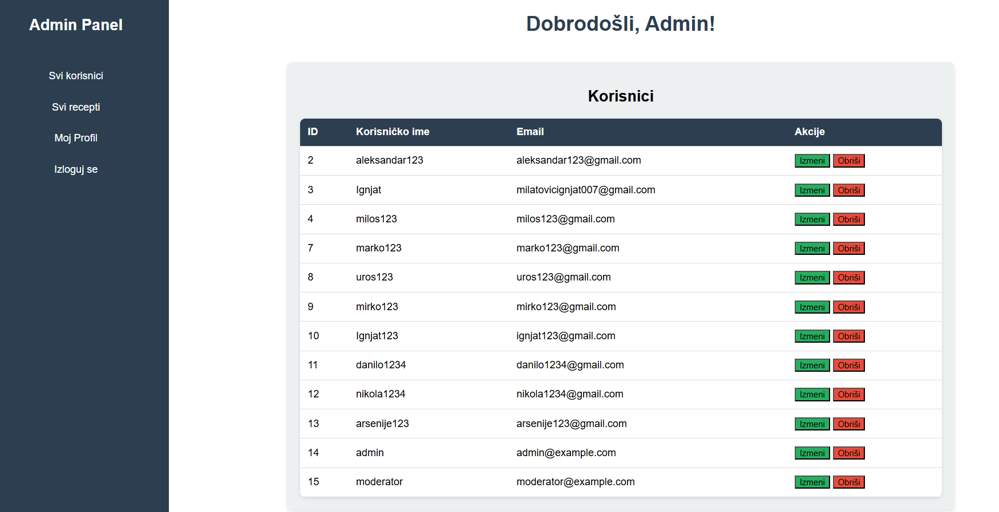 Admin Panel
Svi korisnici
Svi recepti
Moj Profil
Izloguj se
Dobrodošli, Admin!
Korisnici
ID Korisničko ime Email Akcije
2 aleksandar123 aleksandar123@gmail.com Izmeni Obriši
3 Ignjat milatovicignjat007@gmail.com Izmeni Obriši
4 milos123 milos123@gmail.com Izmeni Obriši
7 marko123 marko123@gmail.com Izmeni Obriši
8 uros123 uros123@gmail.com Izmeni Obriši
9 mirko123 mirko123@gmail.com Izmeni Obriši
10 Ignjat123 ignjat123@gmail.com Izmeni Obriši
11 danilo1234 danilo1234@gmail.com Izmeni Obriši
12 nikola1234 nikola1234@gmail.com Izmeni Obriši
13 arsenije123 arsenije123@gmail.com Izmeni Obriši
14 admin admin@example.com Izmeni Obriši
15 moderator moderator@example.com Izmeni Obriši